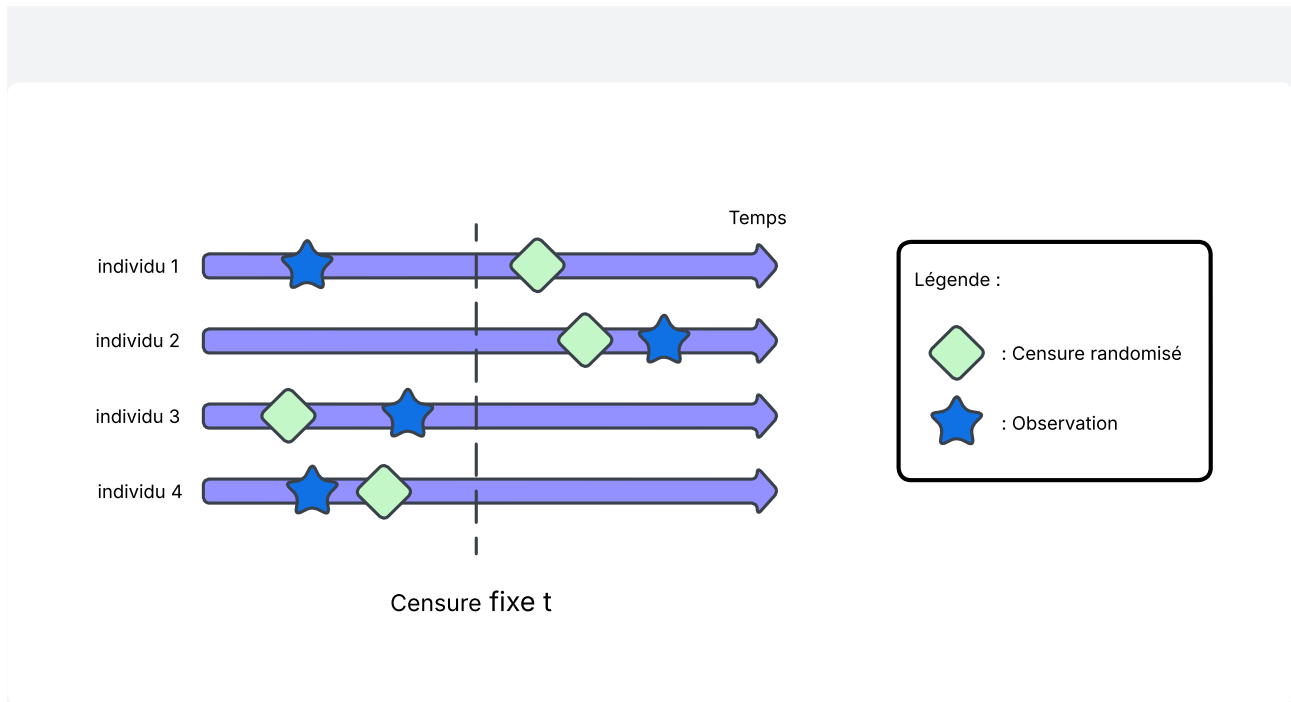 Temps
individu 1
individu 2
individu 3
individu 4
Censure fixe t
Légende :
: Censure randomisé
: Observation